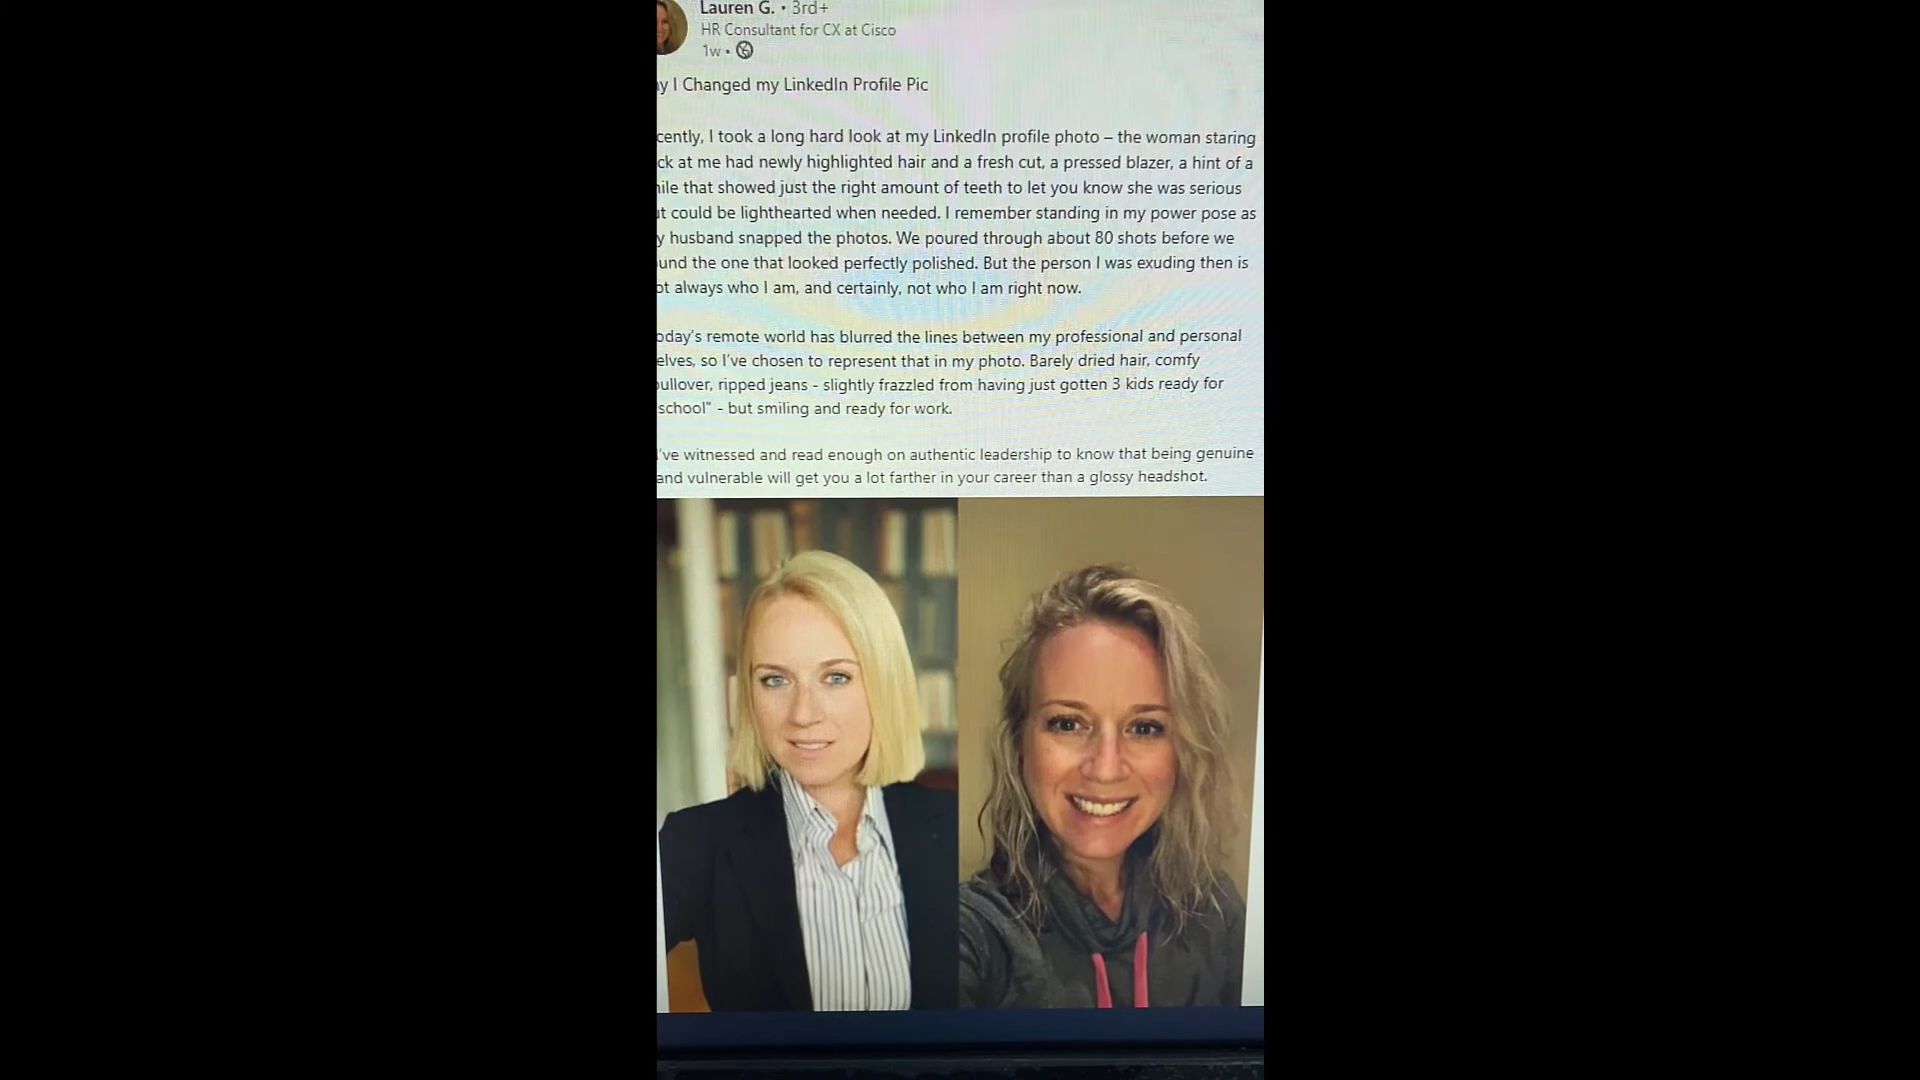 Lauren G. • 3rd+
HR Consultant for CX at Cisco
1w •
y I Changed my LinkedIn Profile Pic
cently, I took a long hard look at my LinkedIn profile photo – the woman staring
ck at me had newly highlighted hair and a fresh cut, a pressed blazer, a hint of a
ile that showed just the right amount of teeth to let you know she was serious
t could be lighthearted when needed. I remember standing in my power pose as
y husband snapped the photos. We poured through about 80 shots before we
und the one that looked perfectly polished. But the person I was exuding then is
ot always who I am, and certainly, not who I am right now.
oday's remote world has blurred the lines between my professional and personal
elves, so I've chosen to represent that in my photo. Barely dried hair, comfy
ullover, ripped jeans - slightly frazzled from having just gotten 3 kids ready for
school" - but smiling and ready for work.
've witnessed and read enough on authentic leadership to know that being genuine
and vulnerable will get you a lot farther in your career than a glossy headshot.